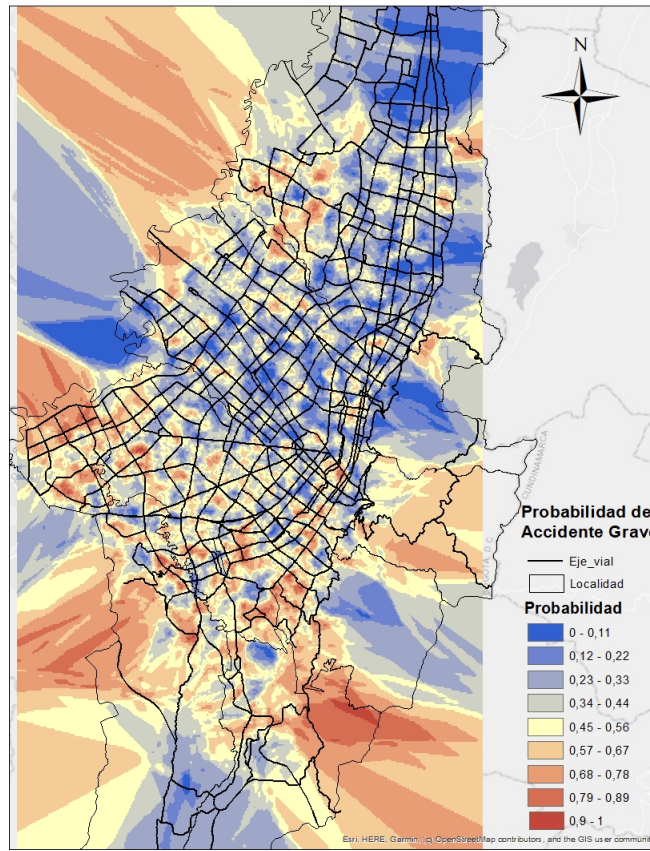 N
CUNDINAMARCA
Probabilidad de
Accidente Grave
Eje_vial
Localidad
Probabilidad
0 - 0,11
0,12 - 0,22
0,23 - 0,33
0,34 - 0,44
0,45 - 0,56
0,57 - 0,67
0,68 - 0,78
0,79 - 0,89
0,9 - 1
Esri, HERE, Garmin, (c) OpenStreetMap contributors, and the GIS user communit